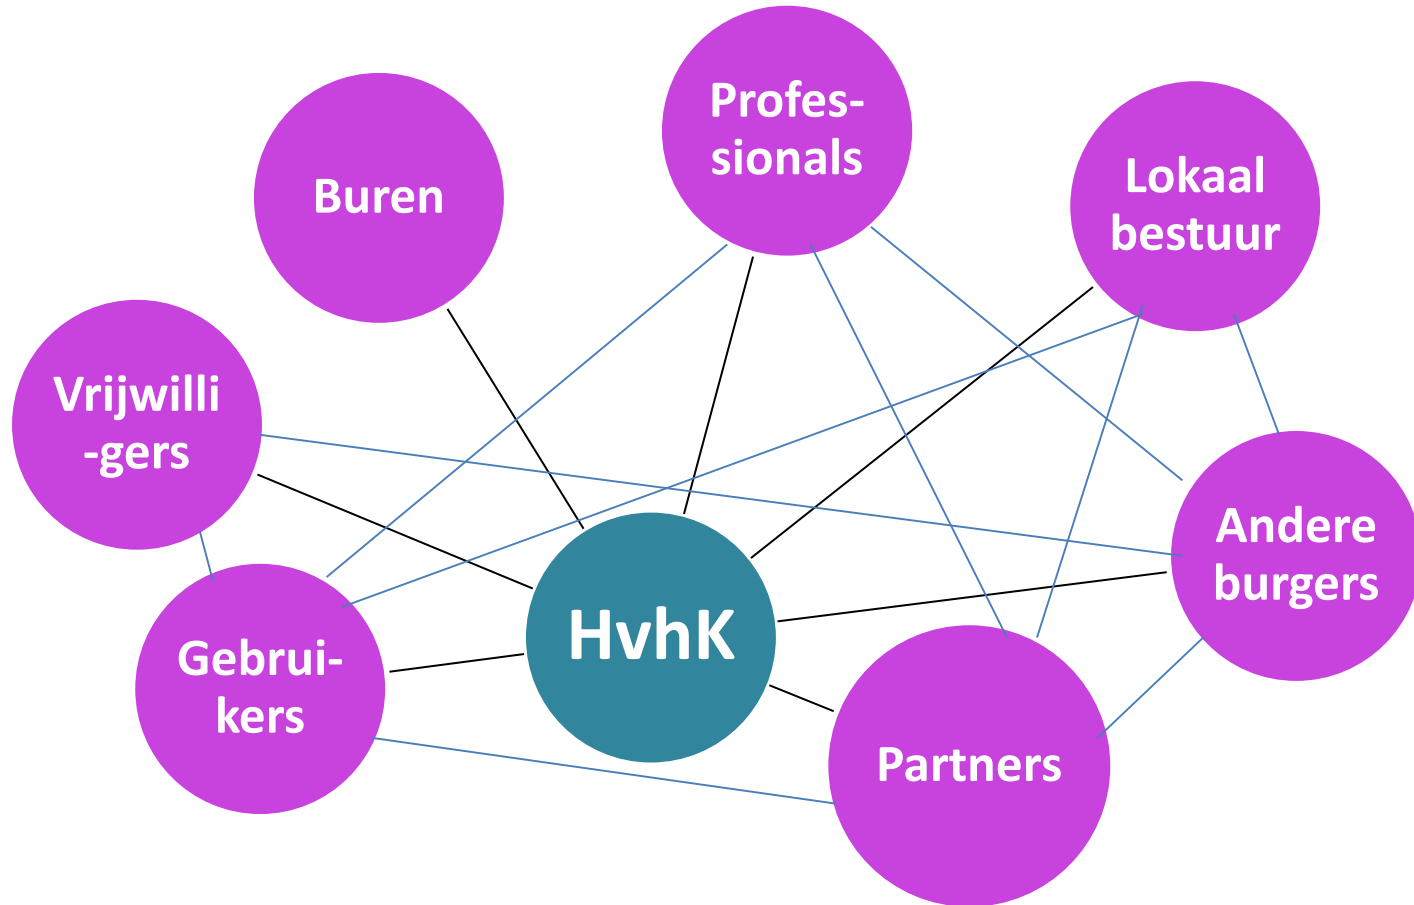 Profes-
sionals
Lokaal
bestuur
Buren
Vrijwilli
-gers
Andere
burgers
HvhK
Gebrui-
kers
Partners